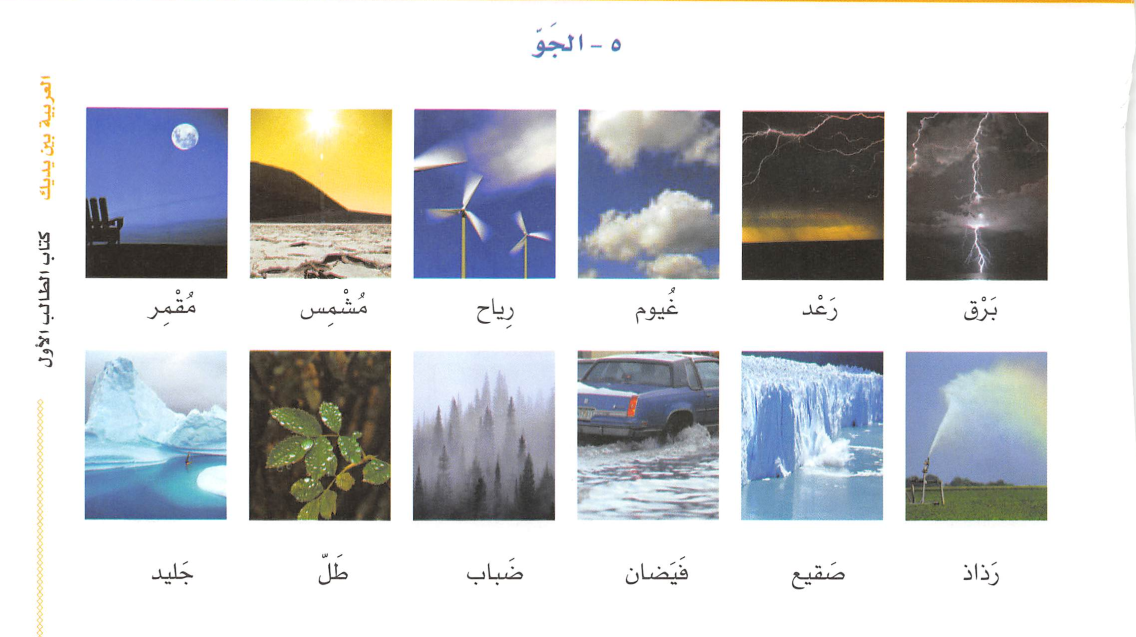 ٥ - الجَوّ
بَرْق رَعْد غُيوم رِياح مُشْمِس مُقْمِر
رَذاذ صَقيع فَيَضان ضَباب طَلّ جَليد
العربية بين يديك كتاب الطالب الأول